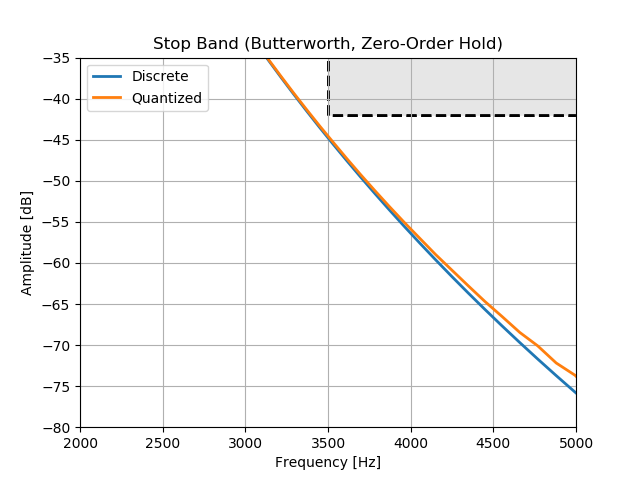 Stop Band (Butterworth, Zero-Order Hold)
Discrete
Quantized
Amplitude [dB]
−35
−40
−45
−50
−55
−60
−65
−70
−75
−80
2000 2500 3000 3500 4000 4500 5000
Frequency [Hz]